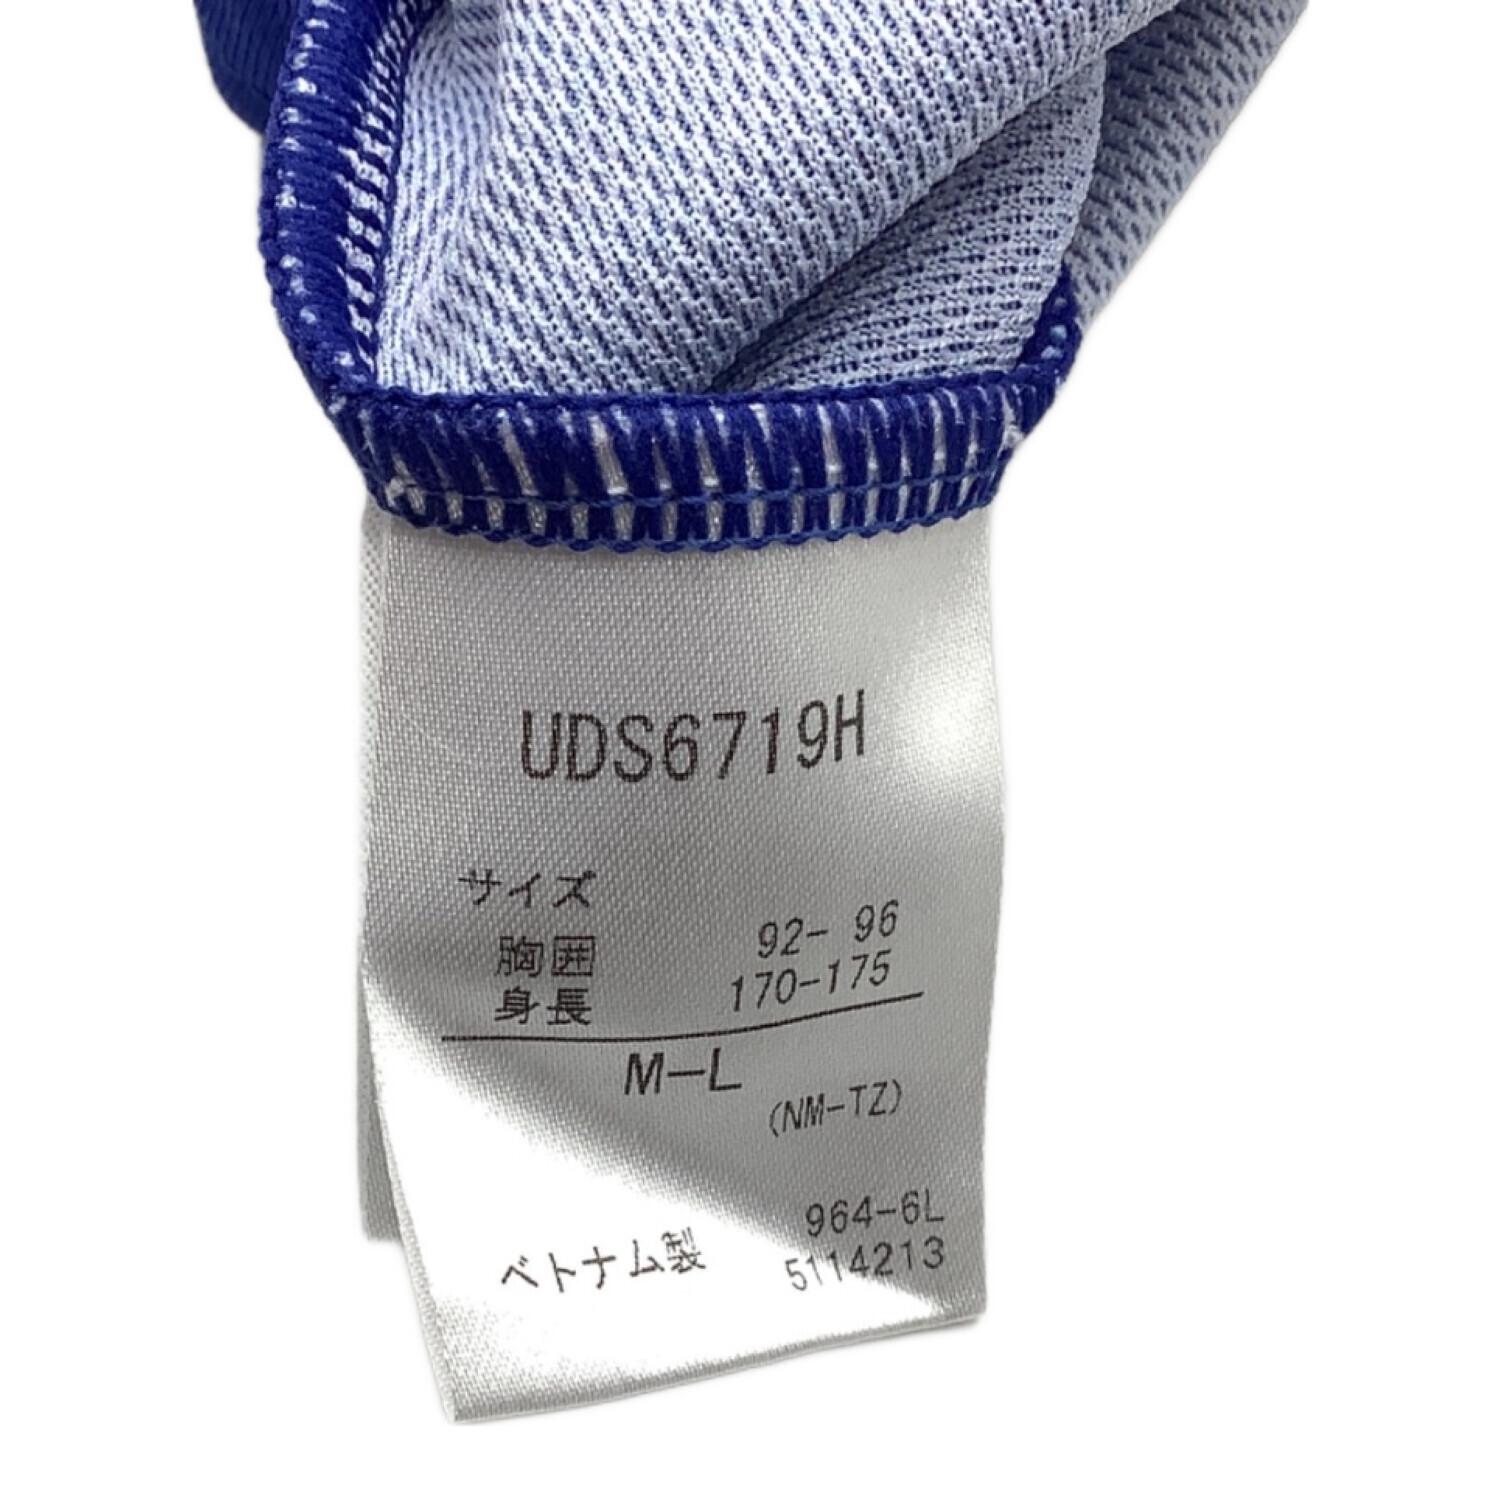 UDS6719H
サイズ
胸囲 92- 96
身長 170-175
M-L
(NM-TZ)
964-6L
ベトナム製 5114213